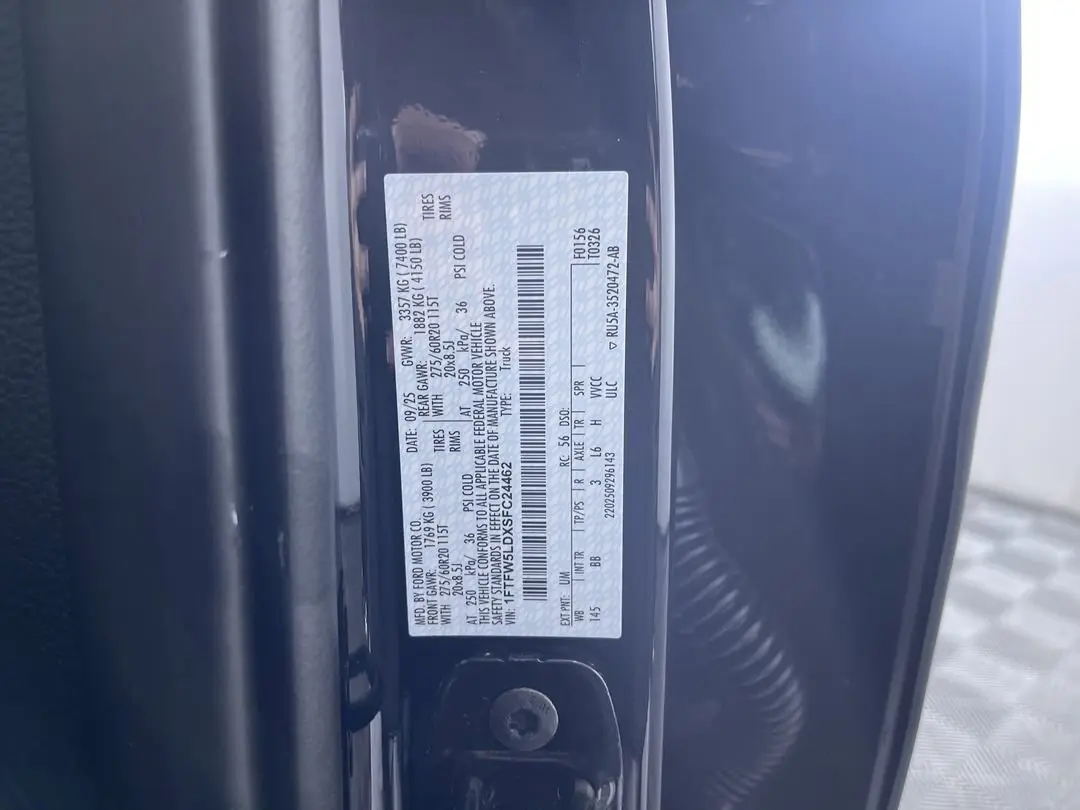 MFD. BY FORD MOTOR CO. DATE: 09/25 GVWR: 3357 KG ( 7400 LB)
FRONT GAWR: 1769 KG ( 3900 LB) REAR GAWR: 1882 KG ( 4150 LB)
WITH 275/60R20 115T TIRES WITH 275/60R20 115T TIRES
20x8.5J RIMS 20x8.5J RIMS
AT 250 kPa/ 36 PSI COLD AT 250 kPa/ 36 PSI COLD
THIS VEHICLE CONFORMS TO ALL APPLICABLE FEDERAL MOTOR VEHICLE
SAFETY STANDARDS IN EFFECT ON THE DATE OF MANUFACTURE SHOWN ABOVE.
VIN: 1FTFW5LDXSFC24462 TYPE: Truck
EXT PNT: UM RC: 56 DSO: F0156
WB INT TR TP/PS R AXLE TR SPR T0326
145 BB 3 L6 H VVCC
2202509296143 ULC ▽ RU5A-3520472-AB